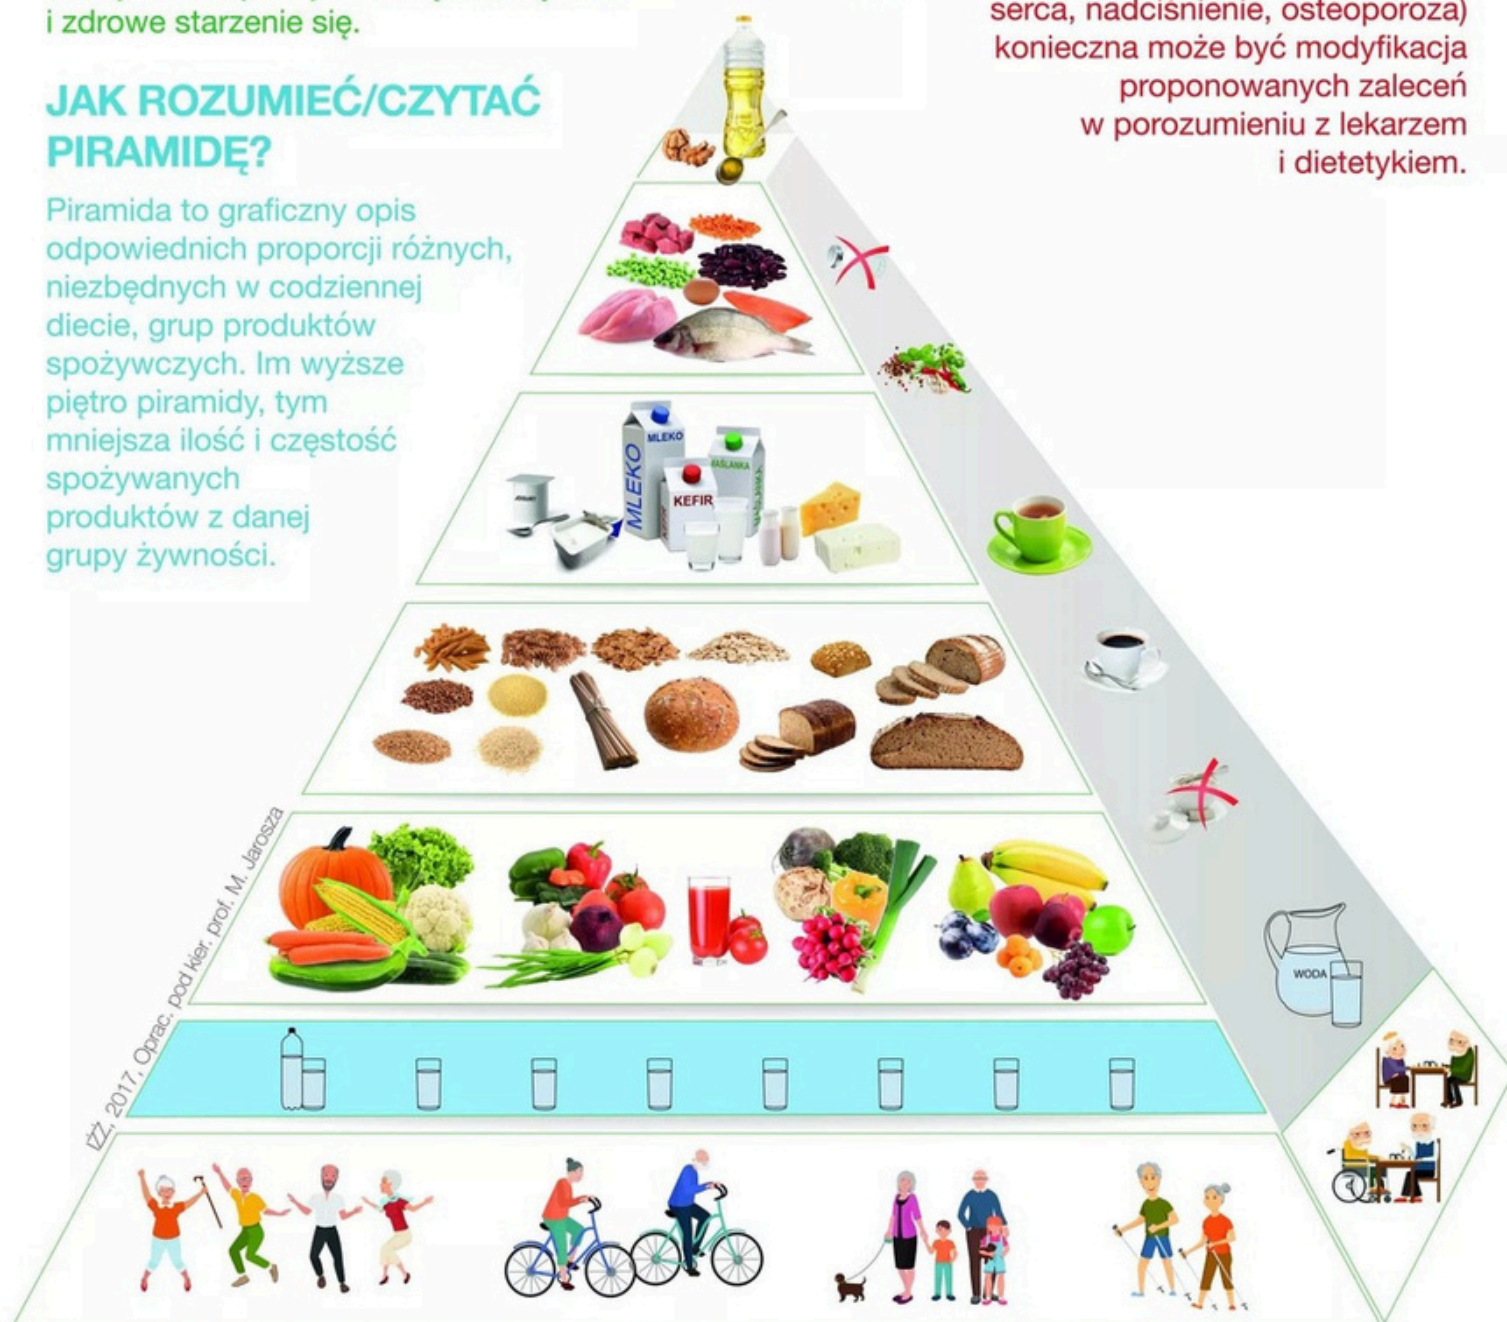 i zdrowe starzenie się.
JAK ROZUMIEĆ/CZYTAĆ
PIRAMIDĘ?
Piramida to graficzny opis
odpowiednich proporcji różnych,
niezbędnych w codziennej
diecie, grup produktów
spożywczych. Im wyższe
piętro piramidy, tym
mniejsza ilość i częstość
spożywanych
produktów z danej
grupy żywności.
serca, nadciśnienie, osteoporoza)
konieczna może być modyfikacja
proponowanych zaleceń
w porozumieniu z lekarzem
i dietetykiem.
MLEKO
MLEKO
MAŚLANKA
MAŚLANKA
KEFIR
WODA
IŻŻ, 2017, Oprac. pod kier. prof. M. Jarosza